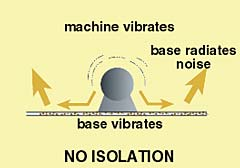 machine vibrates
base radiates
noise
base vibrates
NO ISOLATION